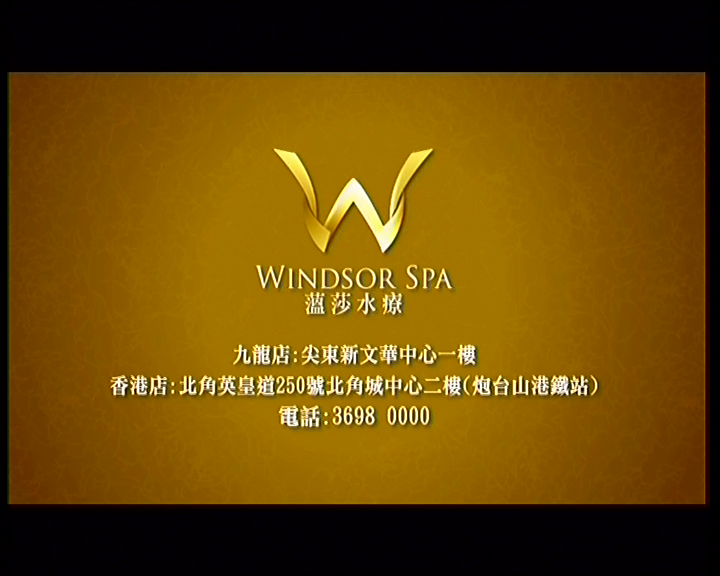 WINDSOR SPA
薀莎水療
九龍店:尖東新文華中心一樓
香港店:北角英皇道250號北角城中心二樓(炮台山港鐵站)
電話:3698 0000